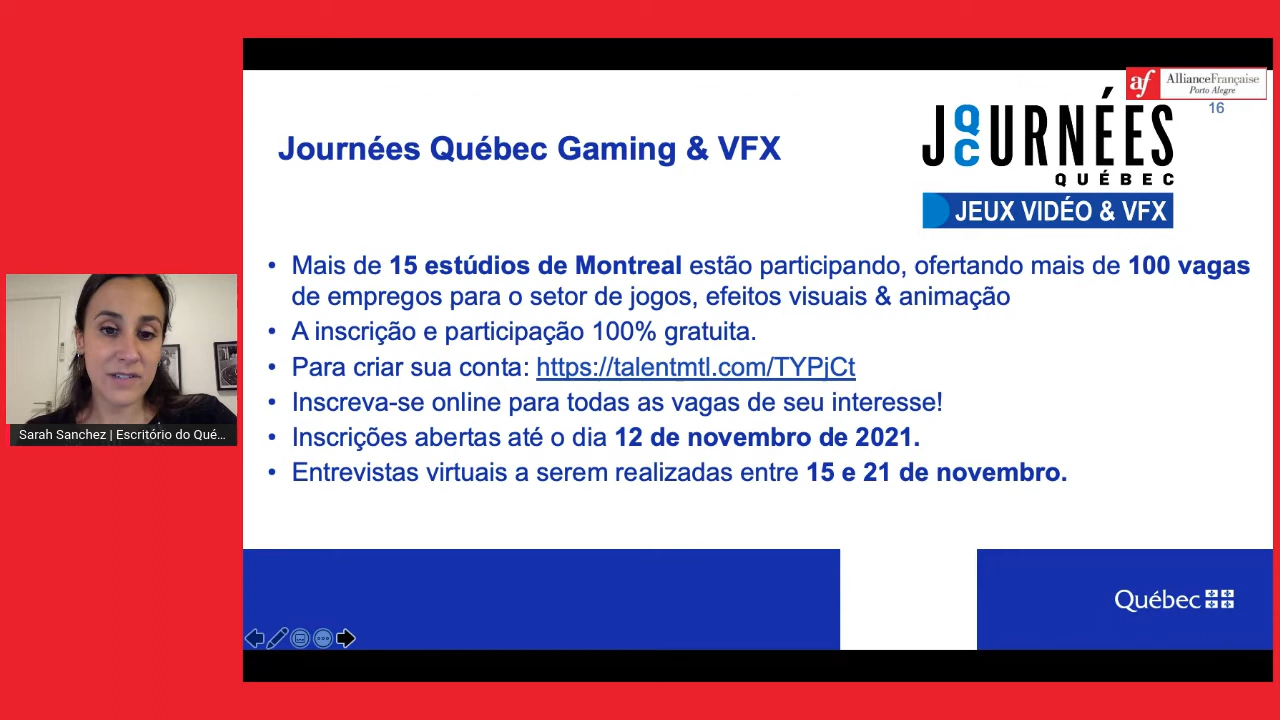 af AllianceFrançaise
Porto Alegre
16
JOURNÉES
QC
QUÉBEC
JEUX VIDÉO & VFX
Journées Québec Gaming & VFX
• Mais de 15 estúdios de Montreal estão participando, ofertando mais de 100 vagas
de empregos para o setor de jogos, efeitos visuais & animação
• A inscrição e participação 100% gratuita.
• Para criar sua conta: https://talentmtl.com/TYPjCt
• Inscreva-se online para todas as vagas de seu interesse!
• Inscrições abertas até o dia 12 de novembro de 2021.
• Entrevistas virtuais a serem realizadas entre 15 e 21 de novembro.
Sarah Sanchez | Escritório do Qué...
Québec